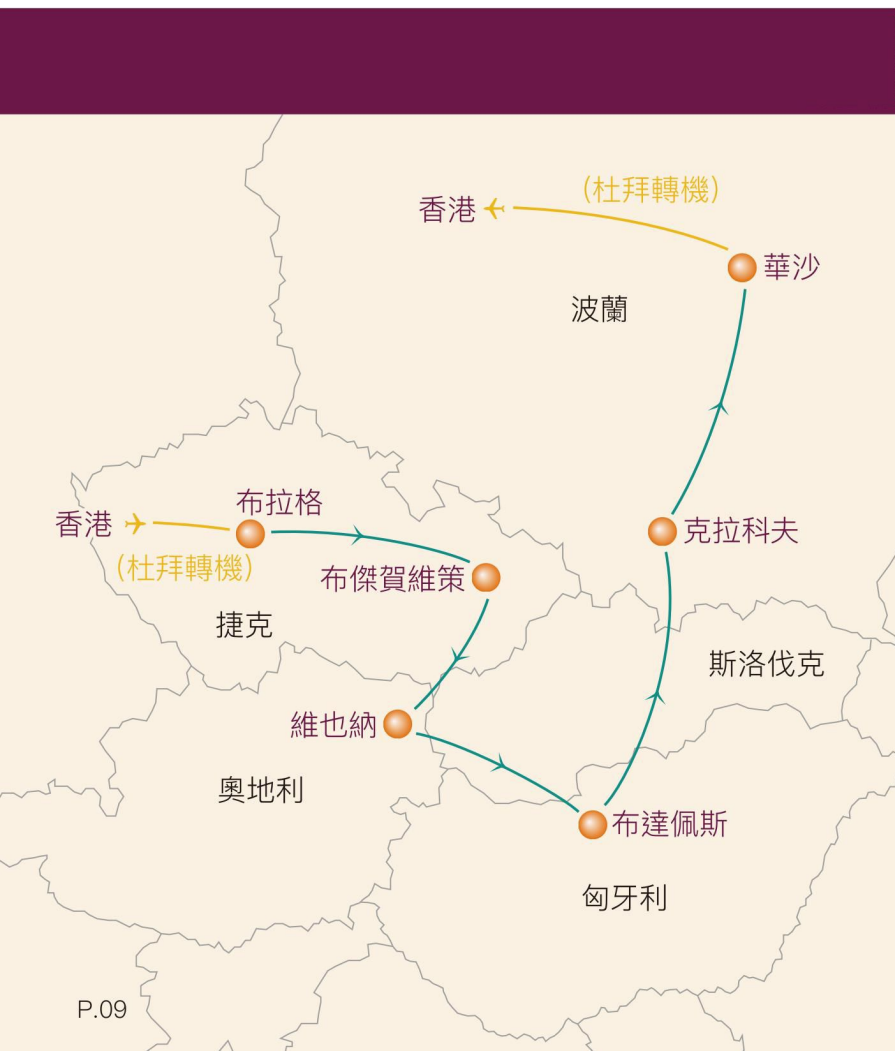 (杜拜轉機)
香港
華沙
波蘭
布拉格
香港
(杜拜轉機)
克拉科夫
布傑賀維策
捷克
斯洛伐克
維也納
奧地利
布達佩斯
匈牙利
P.09